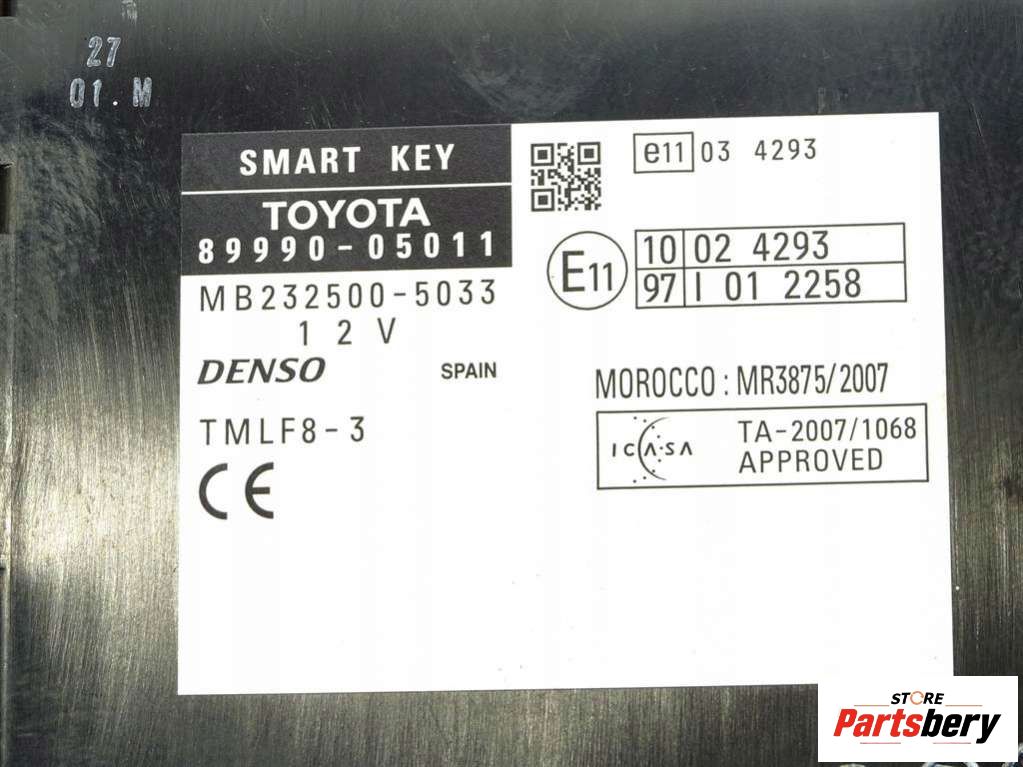 27
01.M
SMART KEY
TOYOTA
89990-05011
MB232500-5033
12V
DENSO SPAIN
TMLF8-3
CE
e11 03 4293
E11
10 02 4293
97 I 01 2258
MOROCCO : MR3875/2007
ICASA
TA-2007/1068
APPROVED
STORE
Partsbery